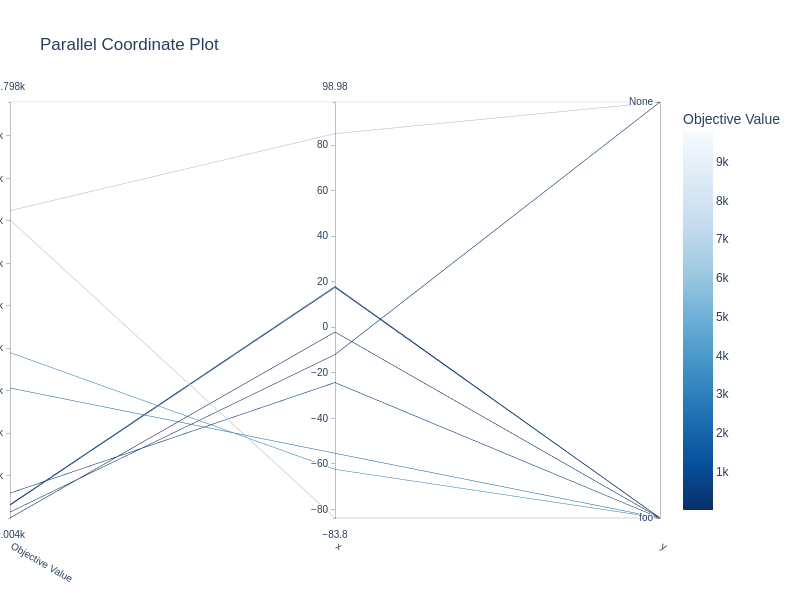 Parallel Coordinate Plot
.798k
98.98
None
Objective Value
80
60
40
20
0
−20
−40
−60
−80
k
k
k
k
k
k
k
k
k
9k
8k
7k
6k
5k
4k
3k
2k
1k
foo
.004k
−83.8
Objective Value
x
y